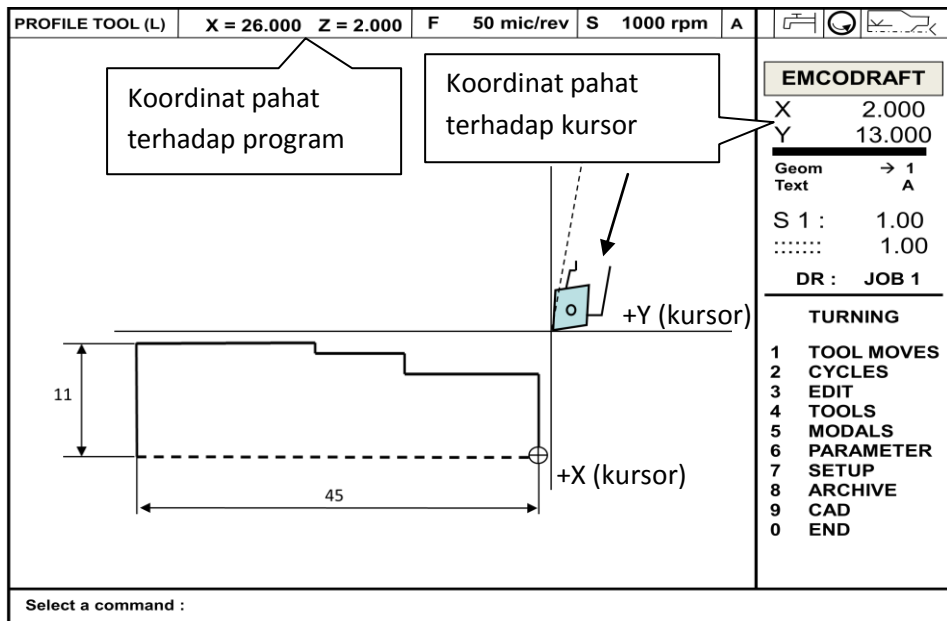 PROFILE TOOL (L) X = 26.000 Z = 2.000 F 50 mic/rev S 1000 rpm A
Koordinat pahat
terhadap program
Koordinat pahat
terhadap kursor
EMCODRAFT
X 2.000
Y 13.000
Geom → 1
Text A
S 1 : 1.00
::::::: 1.00
DR : JOB 1
+Y (kursor)
11
+X (kursor)
45
TURNING
1 TOOL MOVES
2 CYCLES
3 EDIT
4 TOOLS
5 MODALS
6 PARAMETER
7 SETUP
8 ARCHIVE
9 CAD
0 END
Select a command :